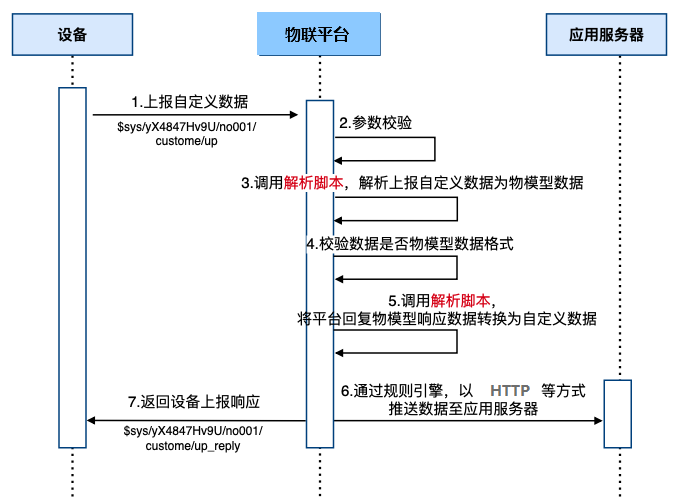 设备
物联平台
应用服务器
1.上报自定义数据
$sys/yX4847Hv9U/no001/
custome/up
2.参数校验
3.调用解析脚本，解析上报自定义数据为物模型数据
4.校验数据是否物模型数据格式
5.调用解析脚本，
将平台回复物模型响应数据转换为自定义数据
6.通过规则引擎，以 HTTP 等方式
推送数据至应用服务器
7.返回设备上报响应
$sys/yX4847Hv9U/no001/
custome/up_reply